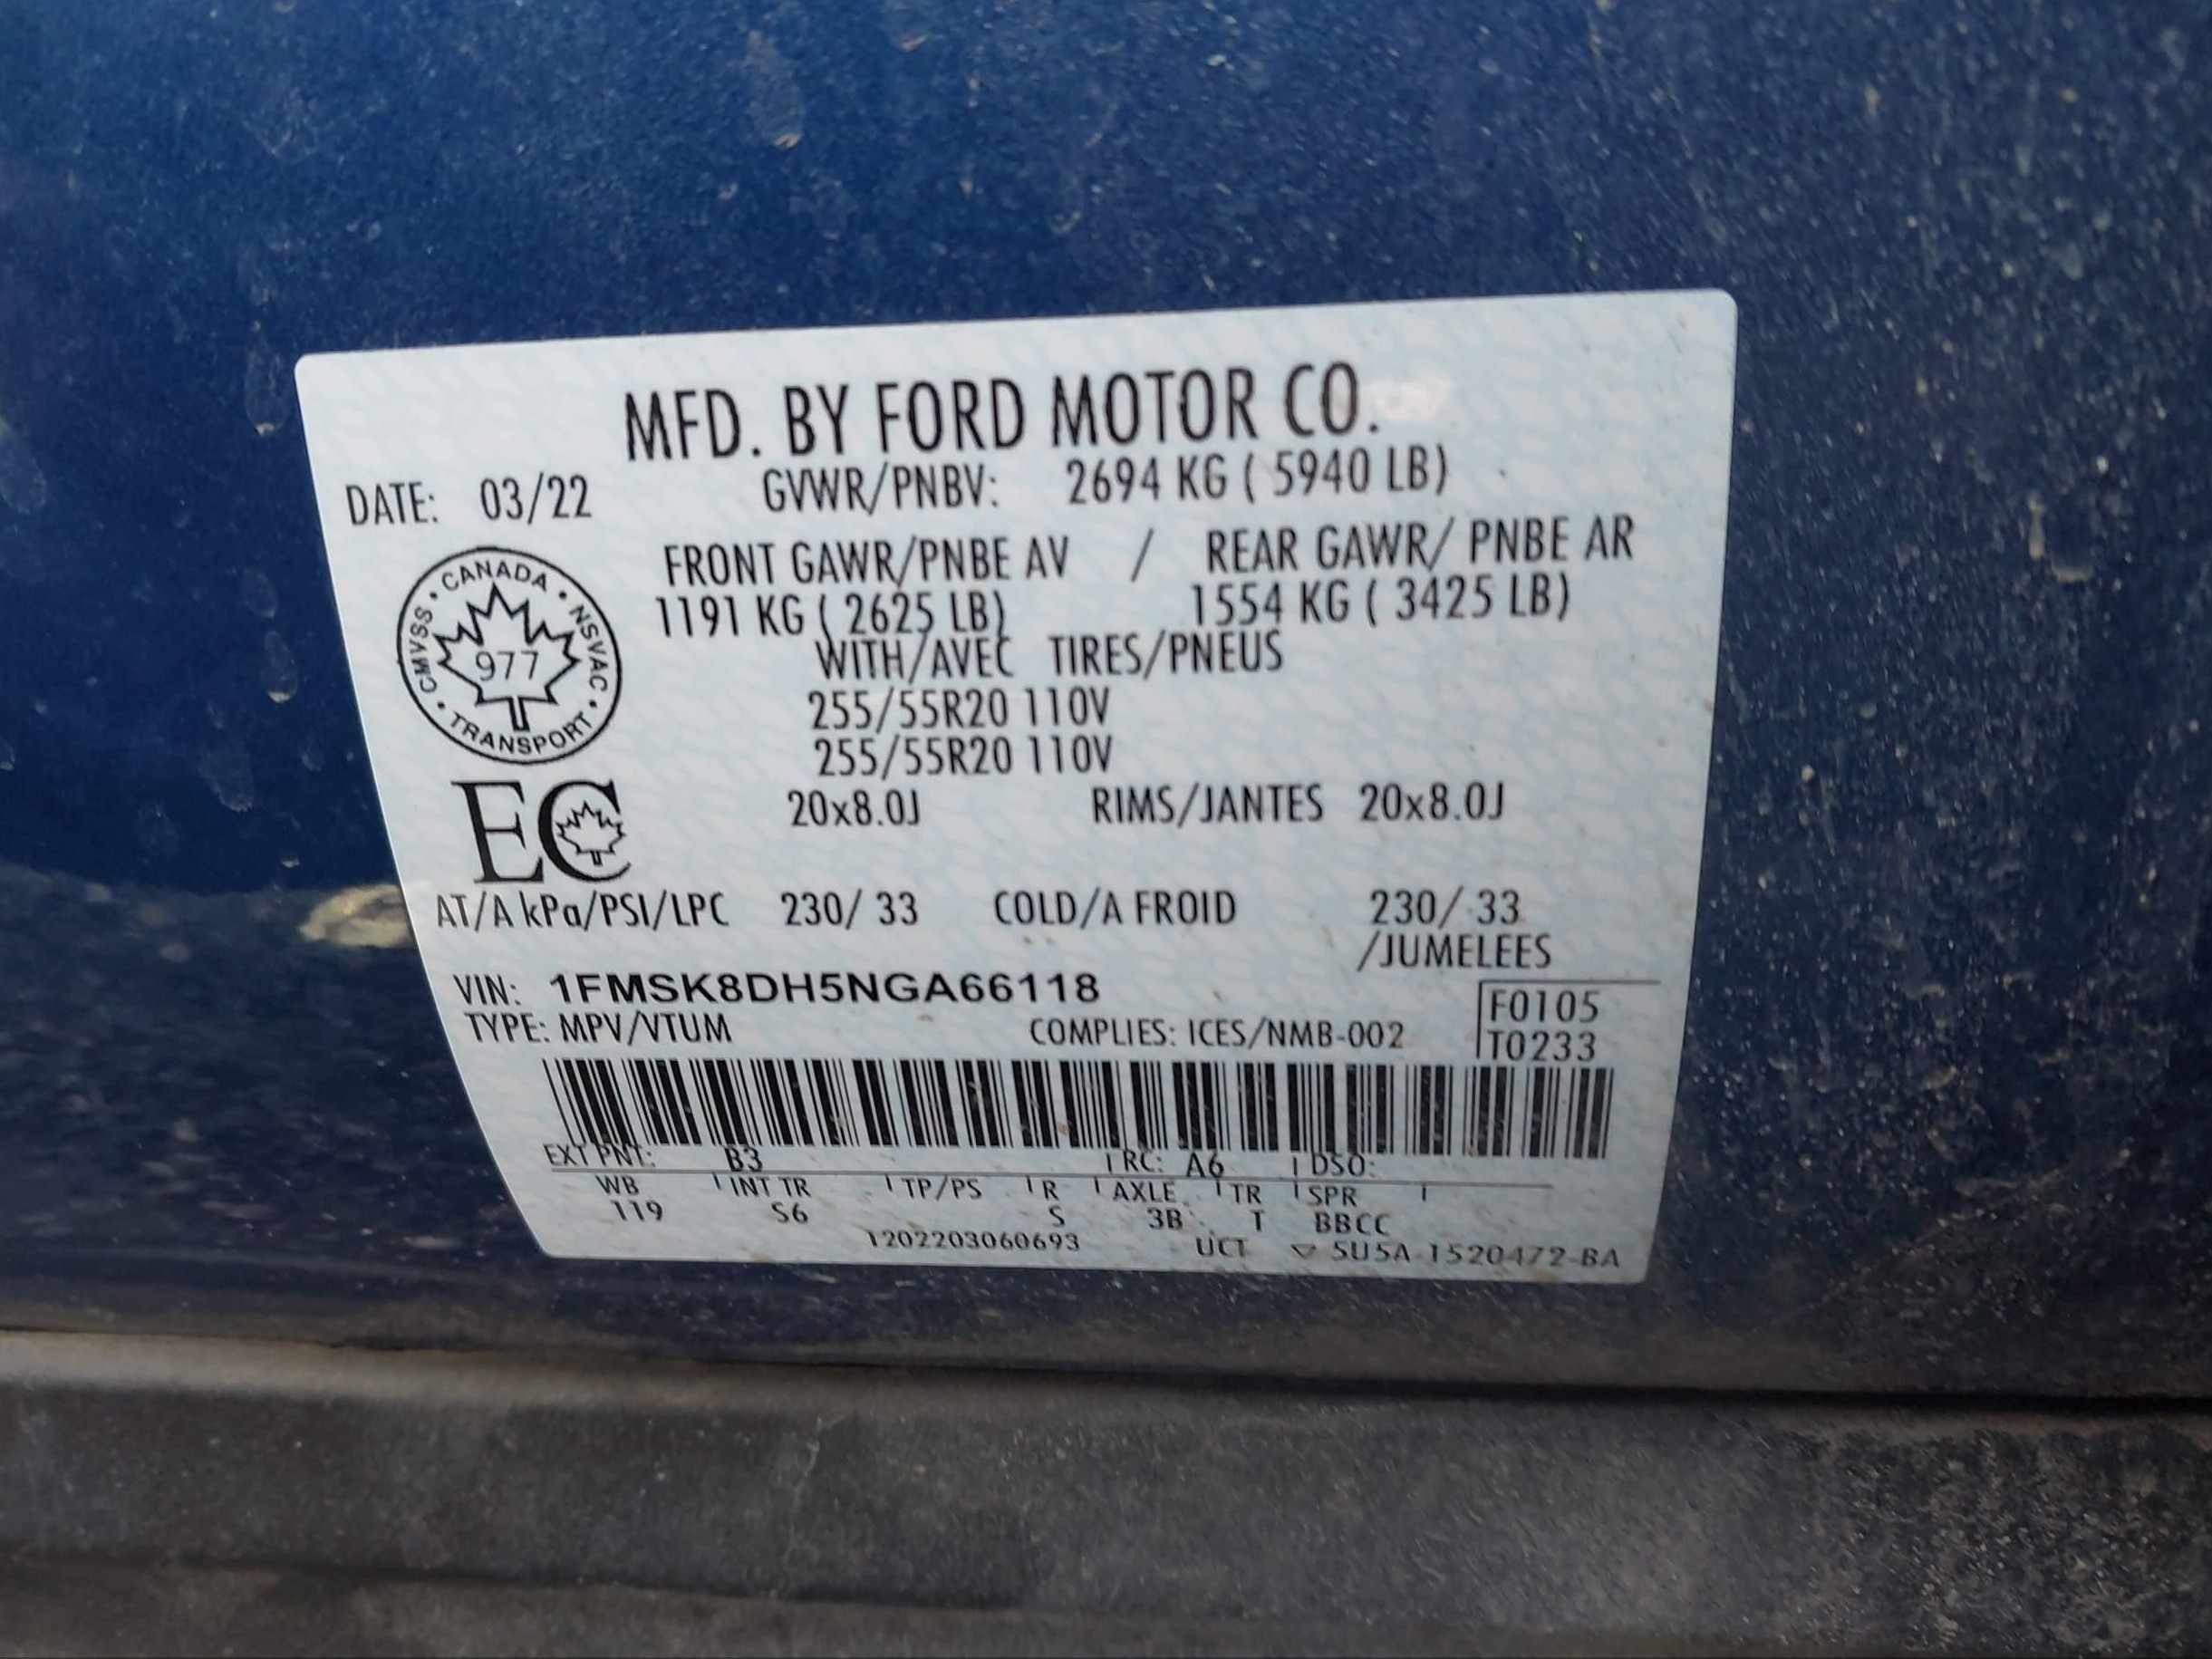 MFD. BY FORD MOTOR CO.
DATE: 03/22 GVWR/PNBV: 2694 KG ( 5940 LB)
FRONT GAWR/PNBE AV / REAR GAWR/ PNBE AR
1191 KG ( 2625 LB) 1554 KG ( 3425 LB)
WITH/AVEC TIRES/PNEUS
255/55R20 110V
255/55R20 110V
CANADA • NSVAC • TRANSPORT • CMVSS •
977
EC
20x8.0J RIMS/JANTES 20x8.0J
AT/A kPa/PSI/LPC 230/ 33 COLD/A FROID 230/ 33
/JUMELEES
VIN: 1FMSK8DH5NGA66118
F0105
TYPE: MPV/VTUM COMPLIES: ICES/NMB-002
T0233
EXT PNT: B3 RC: A6 DSO:
WB INT TR TP/PS R AXLE TR SPR
119 S6 S 3B T BBCC
1202203060693 UCT ▽ 5U5A-1520472-BA